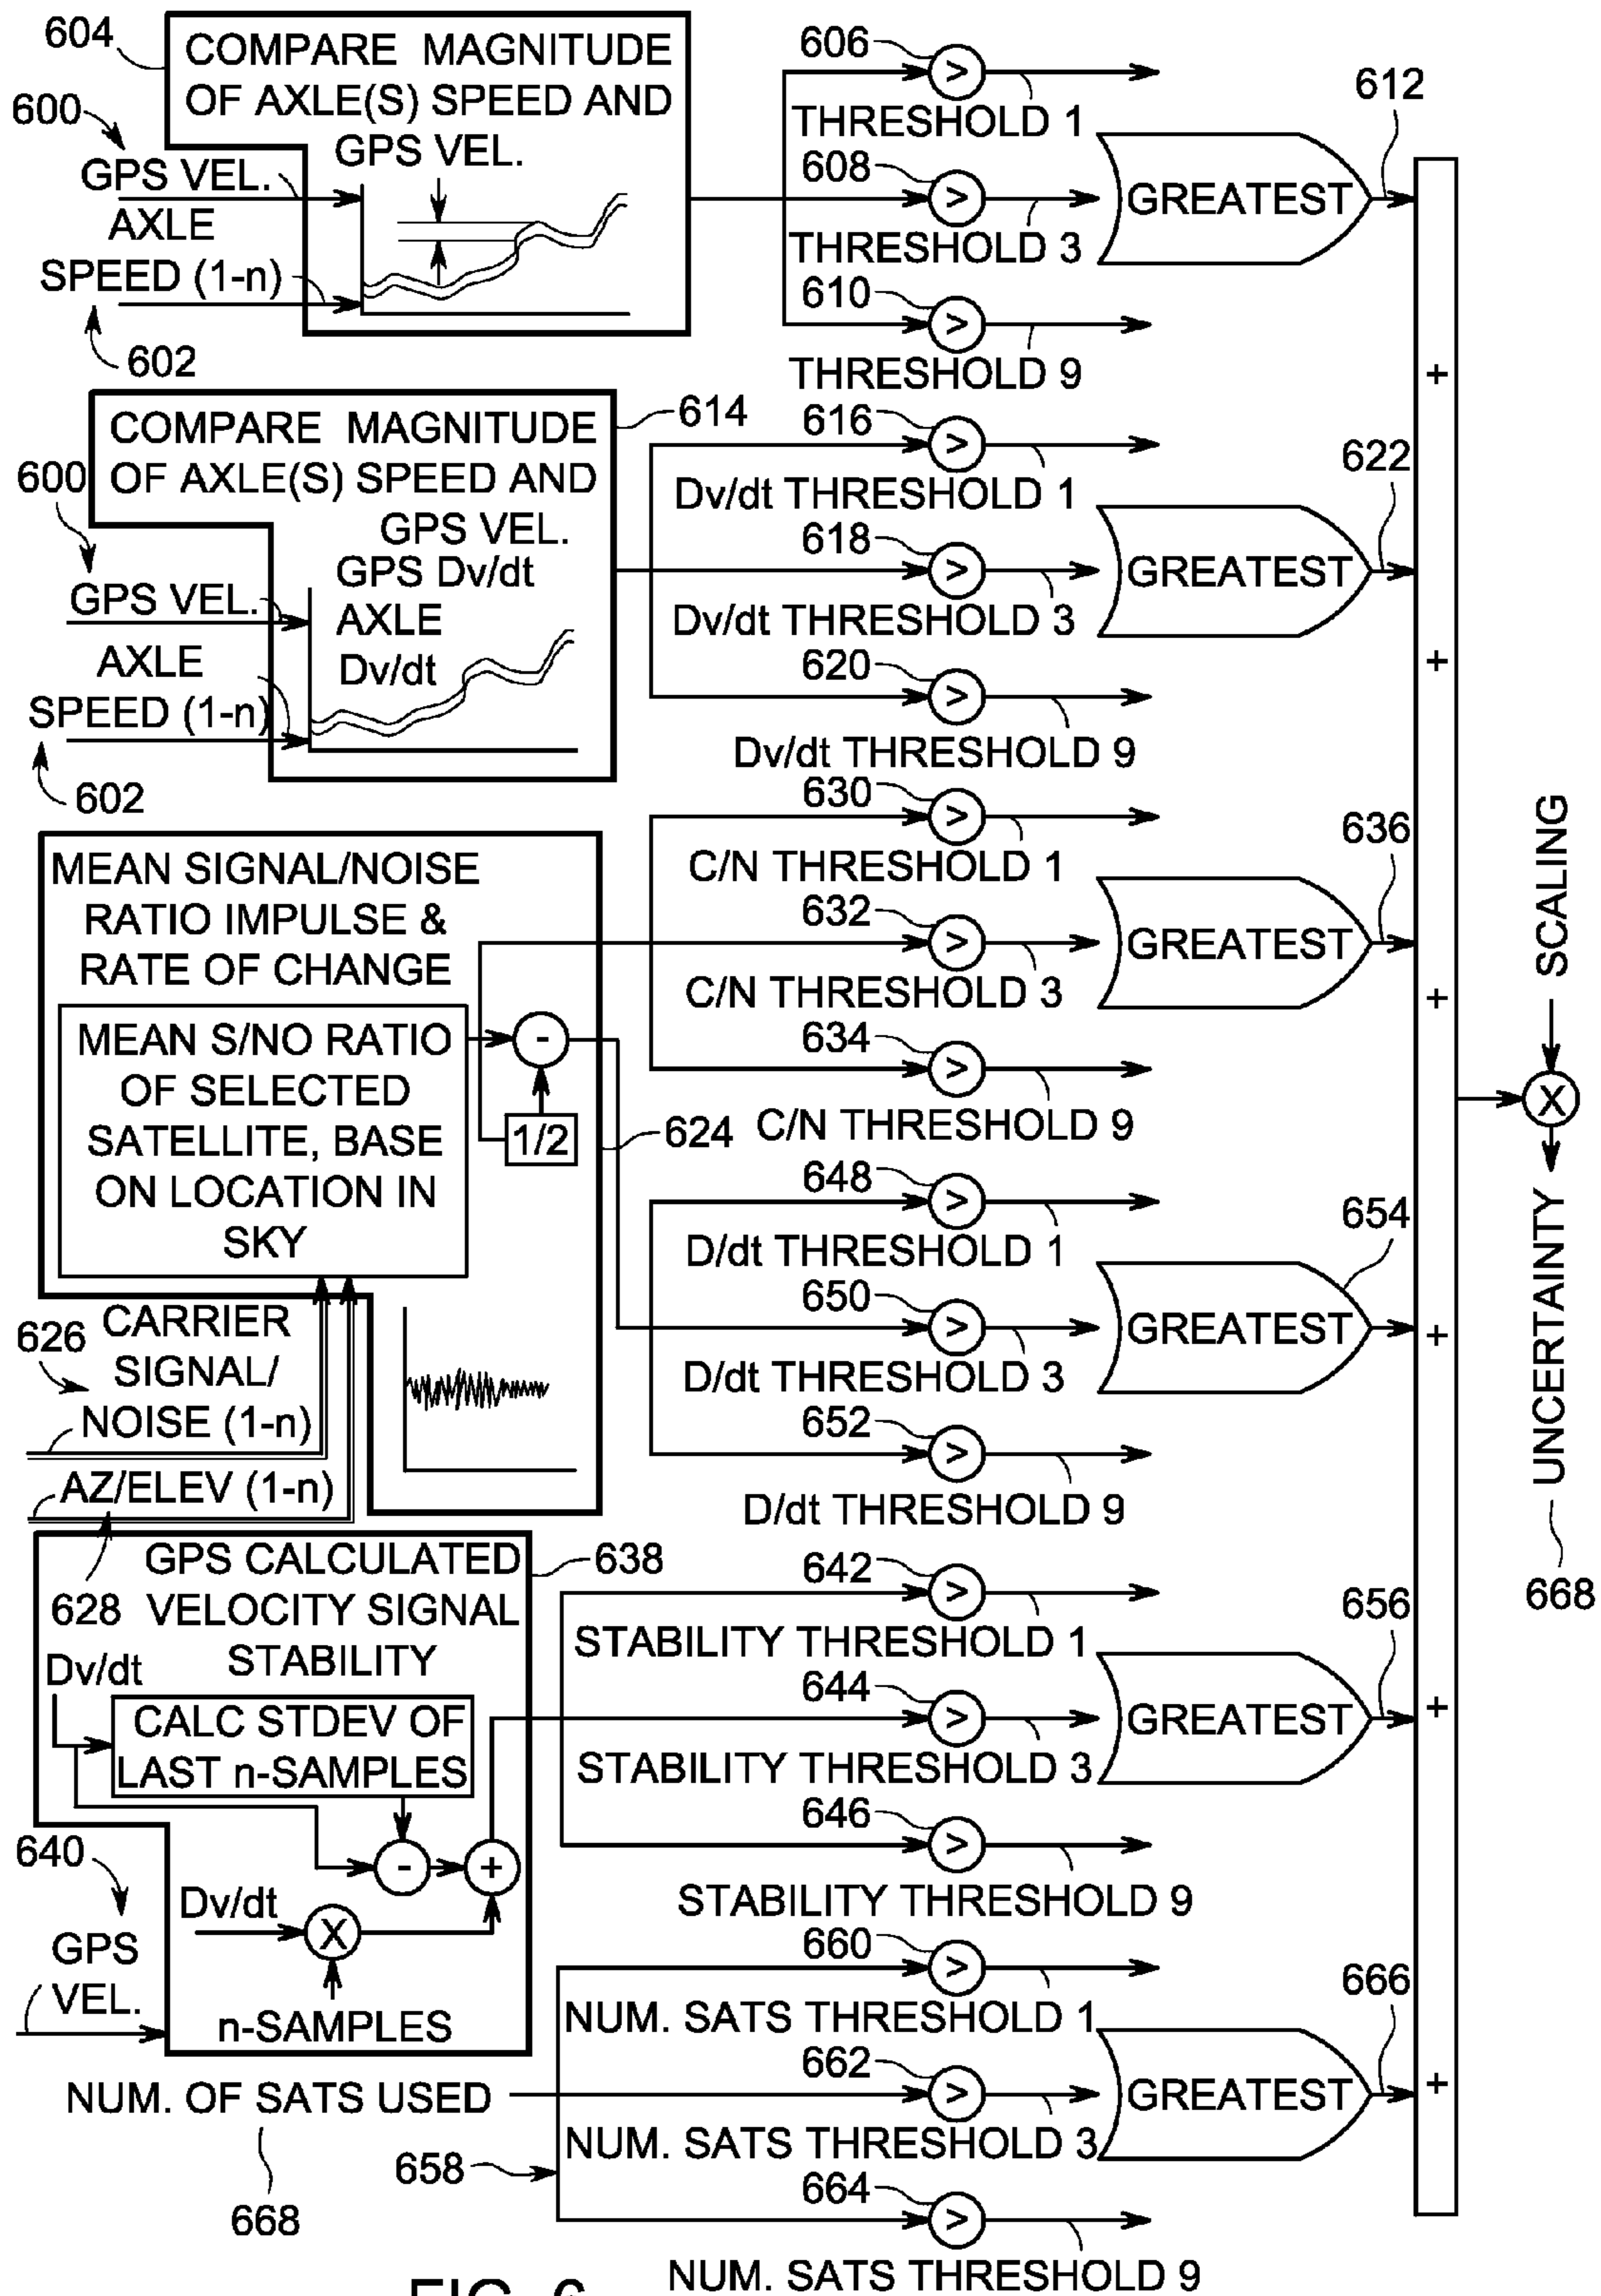 604
COMPARE MAGNITUDE
OF AXLE(S) SPEED AND
GPS VEL.
600
GPS VEL.
AXLE
SPEED (1-n)
602
606
>
THRESHOLD 1
608
>
THRESHOLD 3
610
>
THRESHOLD 9
GREATEST
612
+
COMPARE MAGNITUDE
OF AXLE(S) SPEED AND
GPS VEL.
614
600
GPS VEL.
GPS Dv/dt
AXLE
Dv/dt
AXLE
SPEED (1-n)
602
616
>
Dv/dt THRESHOLD 1
618
>
Dv/dt THRESHOLD 3
620
>
Dv/dt THRESHOLD 9
GREATEST
622
+
MEAN SIGNAL/NOISE
RATIO IMPULSE &
RATE OF CHANGE
MEAN S/NO RATIO
OF SELECTED
SATELLITE, BASE
ON LOCATION IN
SKY
-
1/2
624
626
CARRIER
SIGNAL/
NOISE (1-n)
AZ/ELEV (1-n)
628
630
>
C/N THRESHOLD 1
632
>
C/N THRESHOLD 3
634
>
C/N THRESHOLD 9
GREATEST
636
+
648
>
D/dt THRESHOLD 1
650
>
D/dt THRESHOLD 3
652
>
D/dt THRESHOLD 9
GREATEST
654
+
GPS CALCULATED
VELOCITY SIGNAL
STABILITY
638
Dv/dt
CALC STDEV OF
LAST n-SAMPLES
-
+
Dv/dt
X
n-SAMPLES
640
GPS
VEL.
642
>
STABILITY THRESHOLD 1
644
>
STABILITY THRESHOLD 3
646
>
STABILITY THRESHOLD 9
GREATEST
656
+
NUM. OF SATS USED
668
658
660
>
NUM. SATS THRESHOLD 1
662
>
NUM. SATS THRESHOLD 3
664
>
NUM. SATS THRESHOLD 9
GREATEST
666
+
SCALING
X
UNCERTAINTY
668
FIG. 6